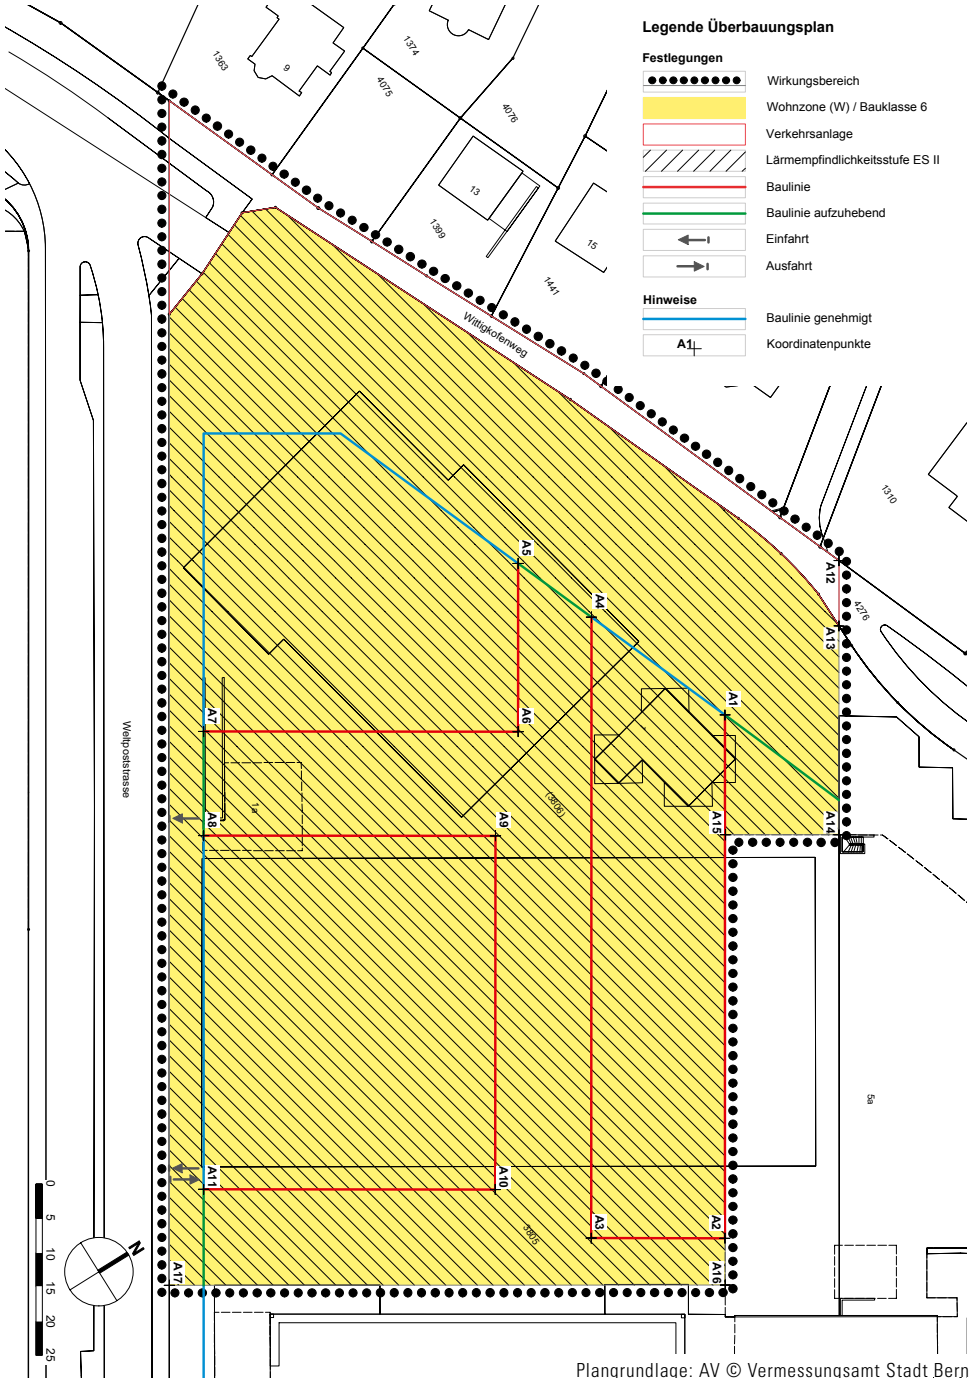 Legende Überbauungsplan
Festlegungen
Wirkungsbereich
Wohnzone (W) / Bauklasse 6
Verkehrsanlage
Lärmempfindlichkeitsstufe ES II
Baulinie
Baulinie aufzuhebend
Einfahrt
Ausfahrt
Hinweise
Baulinie genehmigt
A1
Koordinatenpunkte
1363
9
1374
4075
4076
13
1399
15
1441
Wittigkofenweg
1310
A12
4276
A13
A5
A4
A1
A7
A6
Weltpoststrasse
1a
(3806)
A8
A9
A15
A14
5a
A11
A10
3805
A3
A2
A17
A16
N
0
5
10
15
20
25
Plangrundlage: AV © Vermessungsamt Stadt Bern